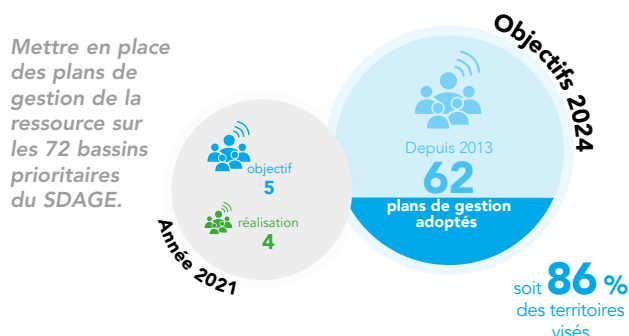 Mettre en place
des plans de
gestion de la
ressource sur
les 72 bassins
prioritaires
du SDAGE.
objectif
5
réalisation
4
Année 2021
Objectifs 2024
Depuis 2013
62
plans de gestion
adoptés
soit 86 %
des territoires
visés